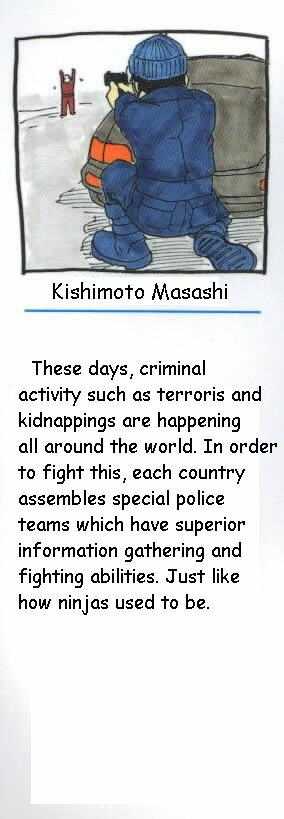 Kishimoto Masashi
These days, criminal
activity such as terroris and
kidnappings are happening
all around the world. In order
to fight this, each country
assembles special police
teams which have superior
information gathering and
fighting abilities. Just like
how ninjas used to be.